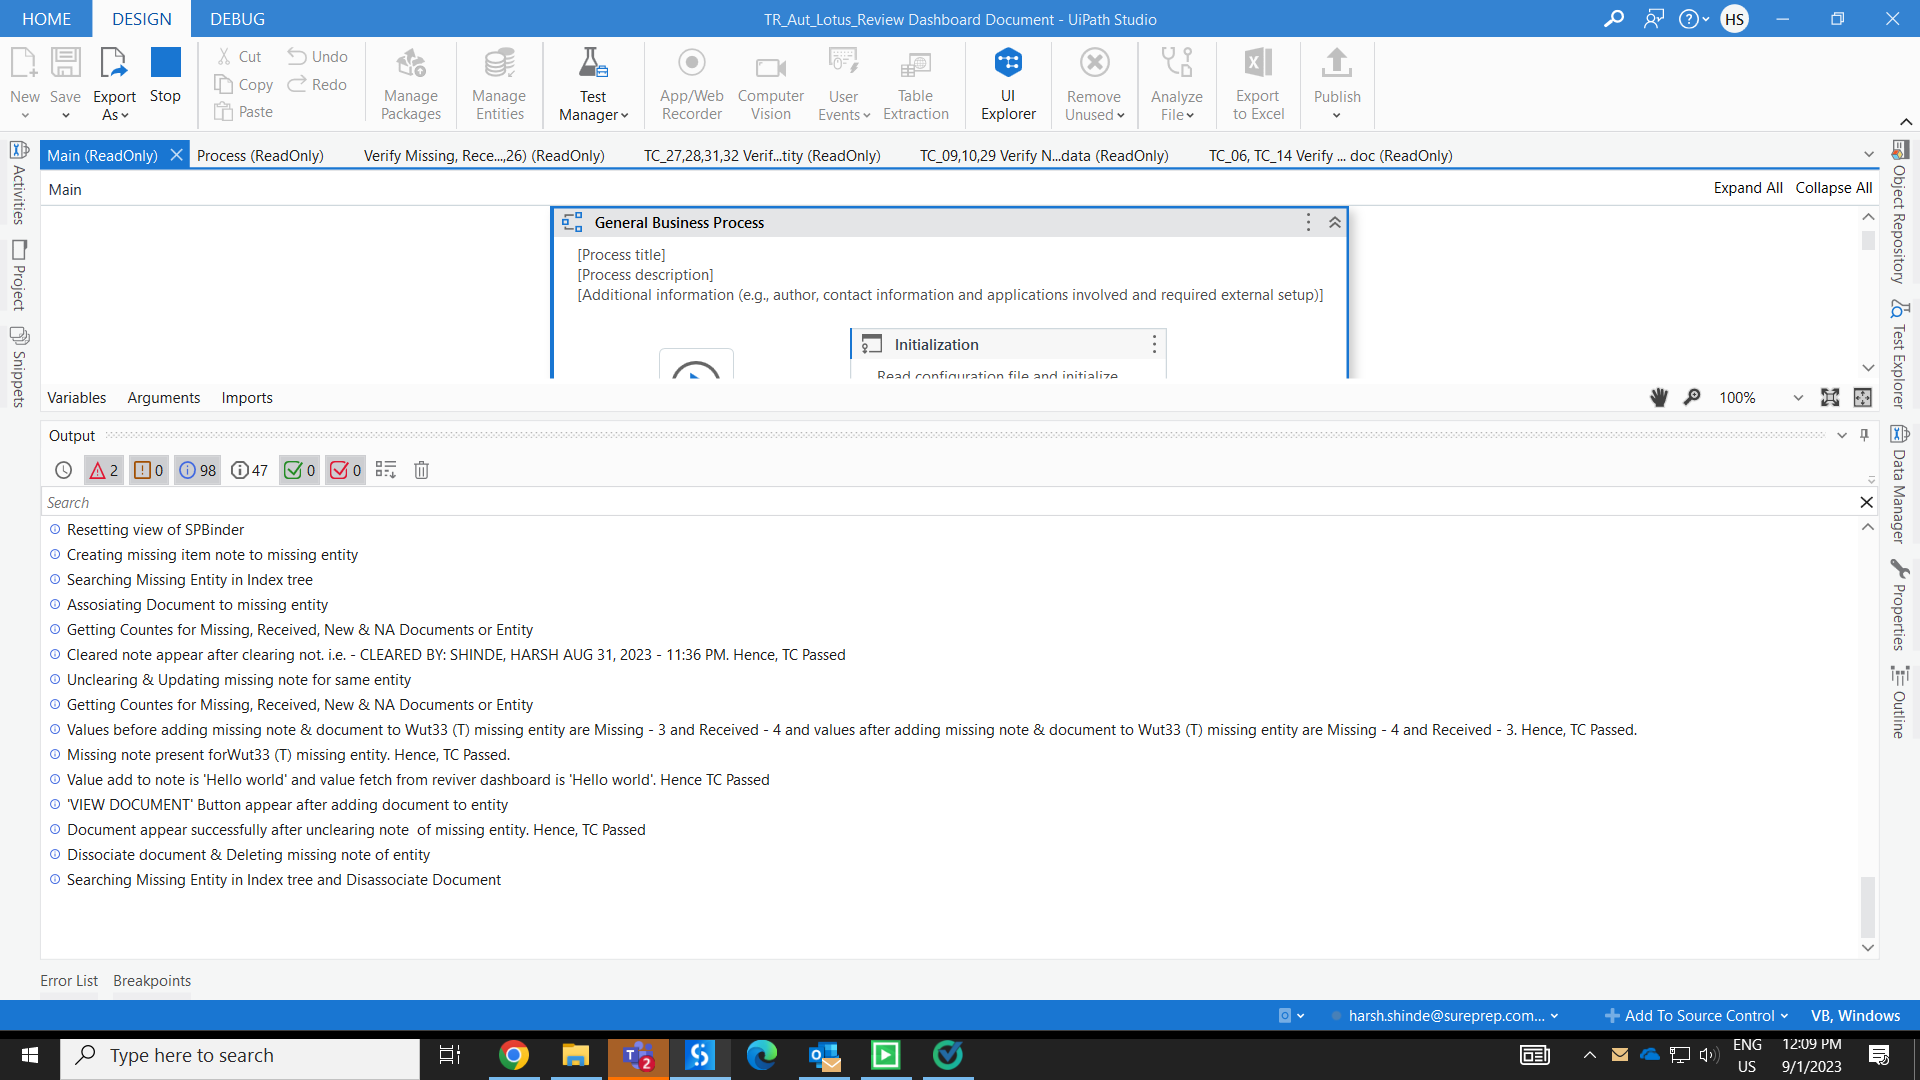 HOME
DESIGN
DEBUG
TR_Aut_Lotus_Review Dashboard Document - UiPath Studio
HS
New
Save
Export As
Stop
Cut
Copy
Paste
Undo
Redo
Manage Packages
Manage Entities
Test Manager
App/Web Recorder
Computer Vision
User Events
Table Extraction
UI Explorer
Remove Unused
Analyze File
Export to Excel
Publish
Main (ReadOnly)
Process (ReadOnly)
Verify Missing, Rece...,26) (ReadOnly)
TC_27,28,31,32 Verif...tity (ReadOnly)
TC_09,10,29 Verify N...data (ReadOnly)
TC_06, TC_14 Verify ... doc (ReadOnly)
Activities
Project
Snippets
Main
Expand All
Collapse All
General Business Process
[Process title]
[Process description]
[Additional information (e.g., author, contact information and applications involved and required external setup)]
Initialization
Read configuration file and initialize
Variables
Arguments
Imports
100%
Object Repository
Test Explorer
Data Manager
Properties
Outline
Output
2
0
98
47
0
0
Search
Resetting view of SPBinder
Creating missing item note to missing entity
Searching Missing Entity in Index tree
Assosiating Document to missing entity
Getting Countes for Missing, Received, New & NA Documents or Entity
Cleared note appear after clearing not. i.e. - CLEARED BY: SHINDE, HARSH AUG 31, 2023 - 11:36 PM. Hence, TC Passed
Unclearing & Updating missing note for same entity
Getting Countes for Missing, Received, New & NA Documents or Entity
Values before adding missing note & document to Wut33 (T) missing entity are Missing - 3 and Received - 4 and values after adding missing note & document to Wut33 (T) missing entity are Missing - 4 and Received - 3. Hence, TC Passed.
Missing note present forWut33 (T) missing entity. Hence, TC Passed.
Value add to note is 'Hello world' and value fetch from reviver dashboard is 'Hello world'. Hence TC Passed
'VIEW DOCUMENT' Button appear after adding document to entity
Document appear successfully after unclearing note  of missing entity. Hence, TC Passed
Dissociate document & Deleting missing note of entity
Searching Missing Entity in Index tree and Disassociate Document
Error List
Breakpoints
harsh.shinde@sureprep.com...
Add To Source Control
VB, Windows
Type here to search
2
ENG
US
12:09 PM
9/1/2023